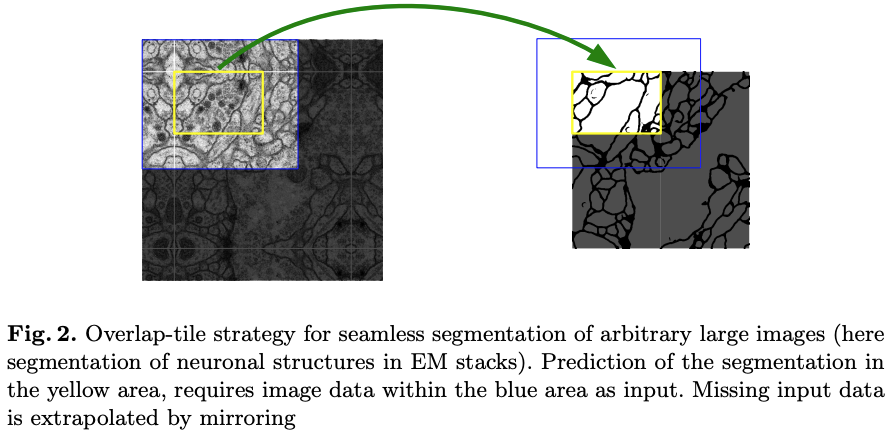 Fig. 2. Overlap-tile strategy for seamless segmentation of arbitrary large images (here
segmentation of neuronal structures in EM stacks). Prediction of the segmentation in
the yellow area, requires image data within the blue area as input. Missing input data
is extrapolated by mirroring